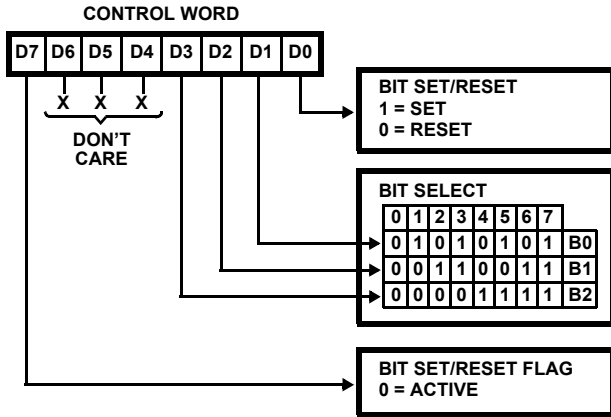 CONTROL WORD
D7 D6 D5 D4 D3 D2 D1 D0
X X X
DON'T
CARE
BIT SET/RESET
1 = SET
0 = RESET
BIT SELECT
0 1 2 3 4 5 6 7
0 1 0 1 0 1 0 1 B0
0 0 1 1 0 0 1 1 B1
0 0 0 0 1 1 1 1 B2
BIT SET/RESET FLAG
0 = ACTIVE